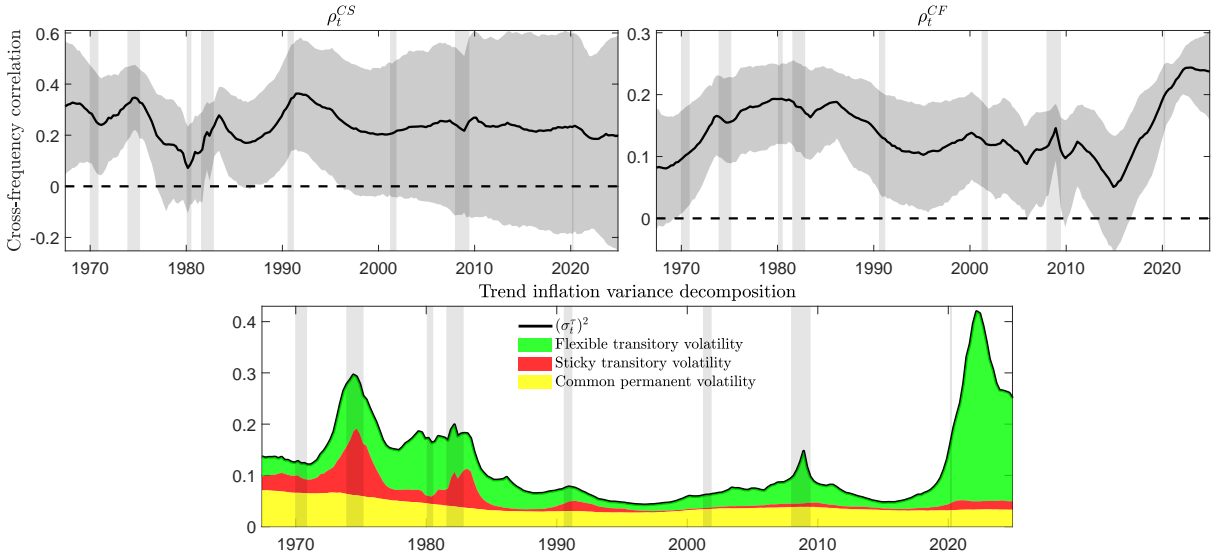 ρ_t^{CS}
ρ_t^{CF}
Cross-frequency correlation
0.6
0.4
0.2
0
-0.2
1970 1980 1990 2000 2010 2020
0.3
0.2
0.1
0
1970 1980 1990 2000 2010 2020
Trend inflation variance decomposition
0.4
0.3
0.2
0.1
0
(σ_t^τ)^2
Flexible transitory volatility
Sticky transitory volatility
Common permanent volatility
1970 1980 1990 2000 2010 2020